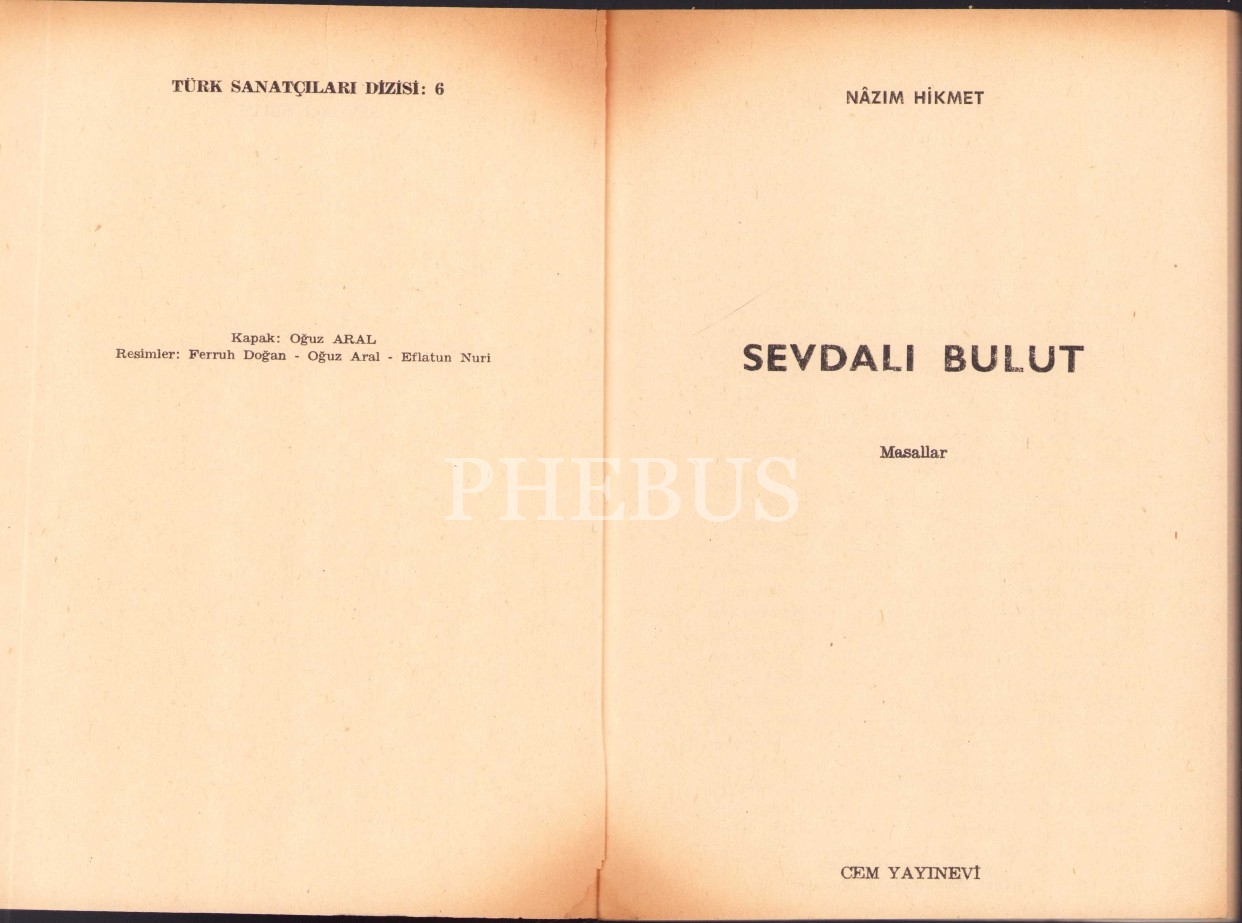 TÜRK SANATÇILARI DİZİSİ: 6
Kapak: Oğuz ARAL
Resimler: Ferruh Doğan - Oğuz Aral - Eflatun Nuri
NÂZIM HİKMET
SEVDALI BULUT
Masallar
CEM YAYINEVİ
PHEBUS